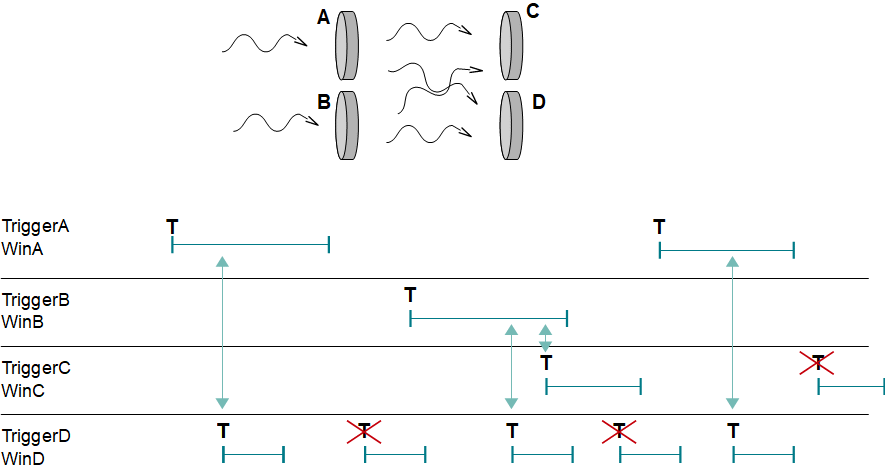 A
C
B
D
T
T
TriggerA
WinA
T
TriggerB
WinB
T
T
TriggerC
WinC
T
T
T
T
T
TriggerD
WinD